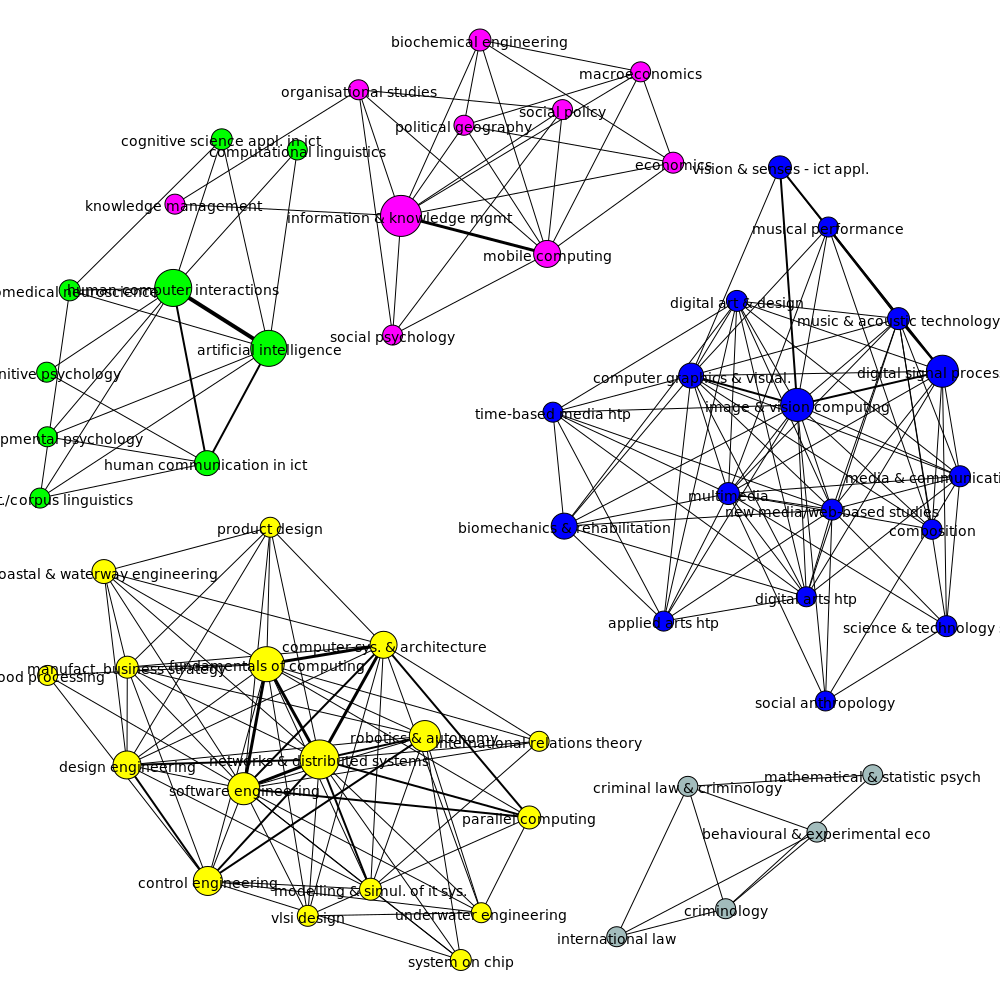 biochemical engineering
macroeconomics
organisational studies
social policy
political geography
cognitive science appl. in ict
computational linguistics
economics
vision & senses - ict appl.
knowledge management
information & knowledge mgmt
musical performance
mobile computing
omedical neuroscience
human-computer interactions
digital art & design
music & acoustic technology
social psychology
artificial intelligence
nitive psychology
computer graphics & visual.
digital signal proces
image & vision computing
time-based media htp
pmental psychology
human communication in ict
media & communicati
./corpus linguistics
multimedia
new media/web-based studies
product design
biomechanics & rehabilitation
composition
oastal & waterway engineering
digital arts htp
applied arts htp
science & technology
computer sys. & architecture
manufact. business strategy
fundamentals of computing
ood processing
social anthropology
robotics & autonomy
international relations theory
design engineering
networks & distributed systems
mathematical & statistic psych
criminal law & criminology
software engineering
parallel computing
behavioural & experimental eco
control engineering
modelling & simul. of it sys.
vlsi design
underwater engineering
criminology
international law
system on chip